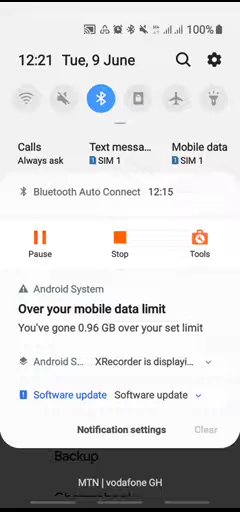 100%
12:21 Tue, 9 June
Calls
Always ask
Text messa...
1 SIM 1
Mobile data
1 SIM 1
Bluetooth Auto Connect 12:15
Pause
Stop
Tools
Android System
Over your mobile data limit
You've gone 0.96 GB over your set limit
Android S... XRecorder is displayi...
Software update Software update
Notification settings
Clear
Backup
MTN | vodafone GH